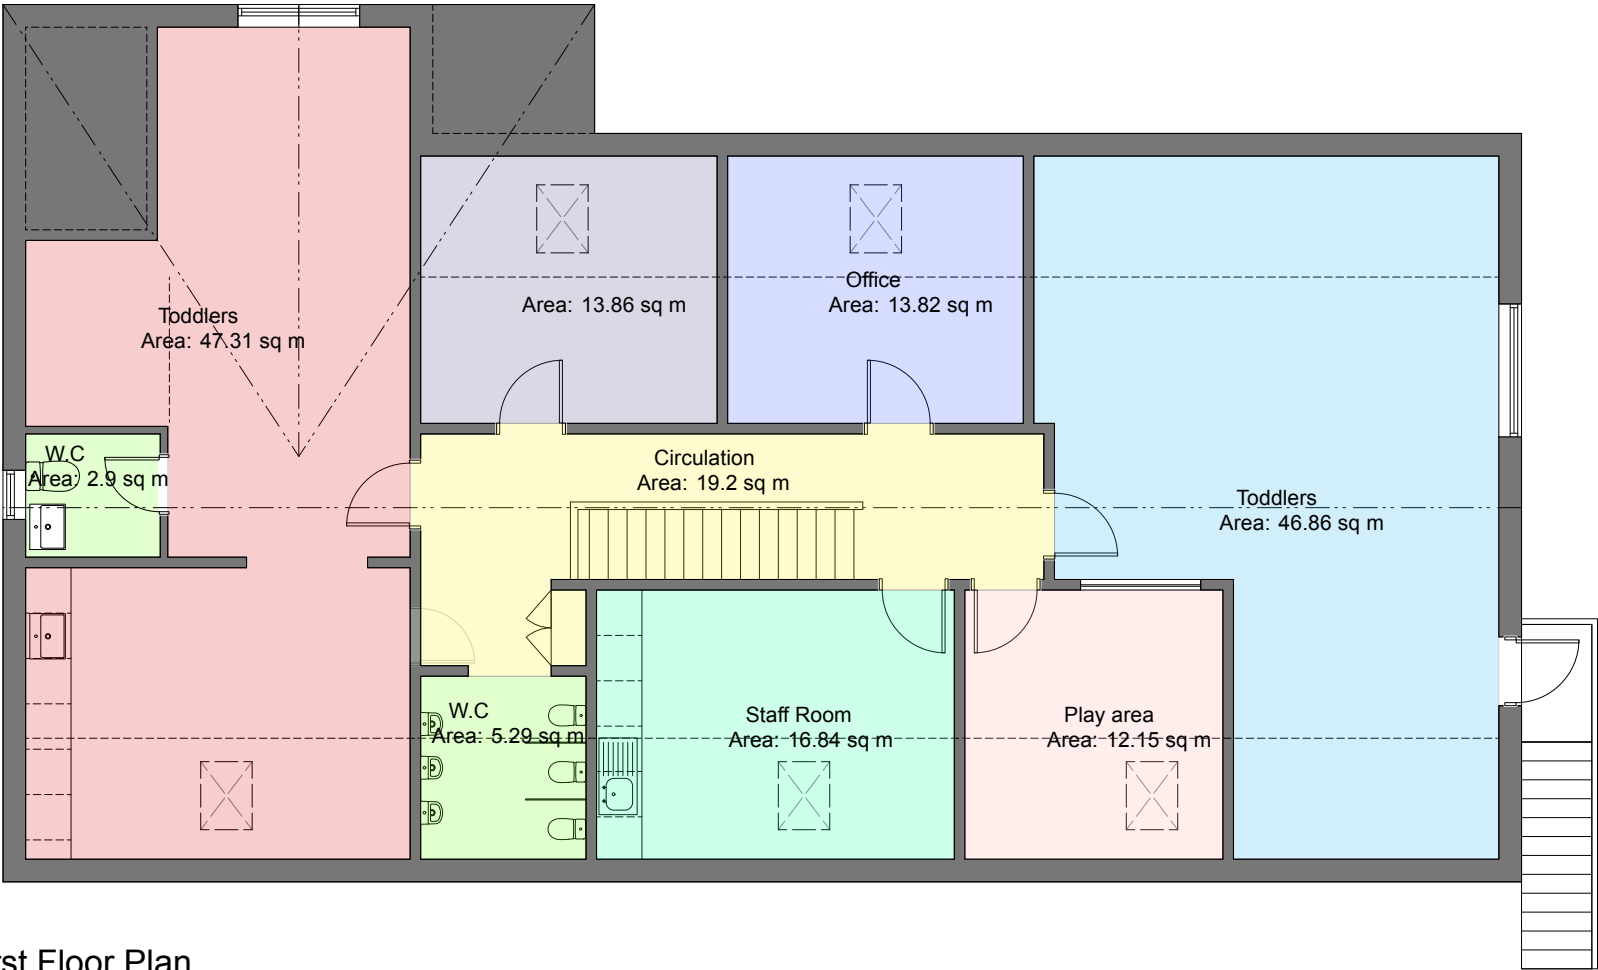 Office
Area: 13.86 sq m
Area: 13.82 sq m
Toddlers
Area: 47.31 sq m
W.C
Area: 2.9 sq m
Circulation
Area: 19.2 sq m
Toddlers
Area: 46.86 sq m
W.C
Area: 5.29 sq m
Staff Room
Area: 16.84 sq m
Play area
Area: 12.15 sq m
rst Floor Plan